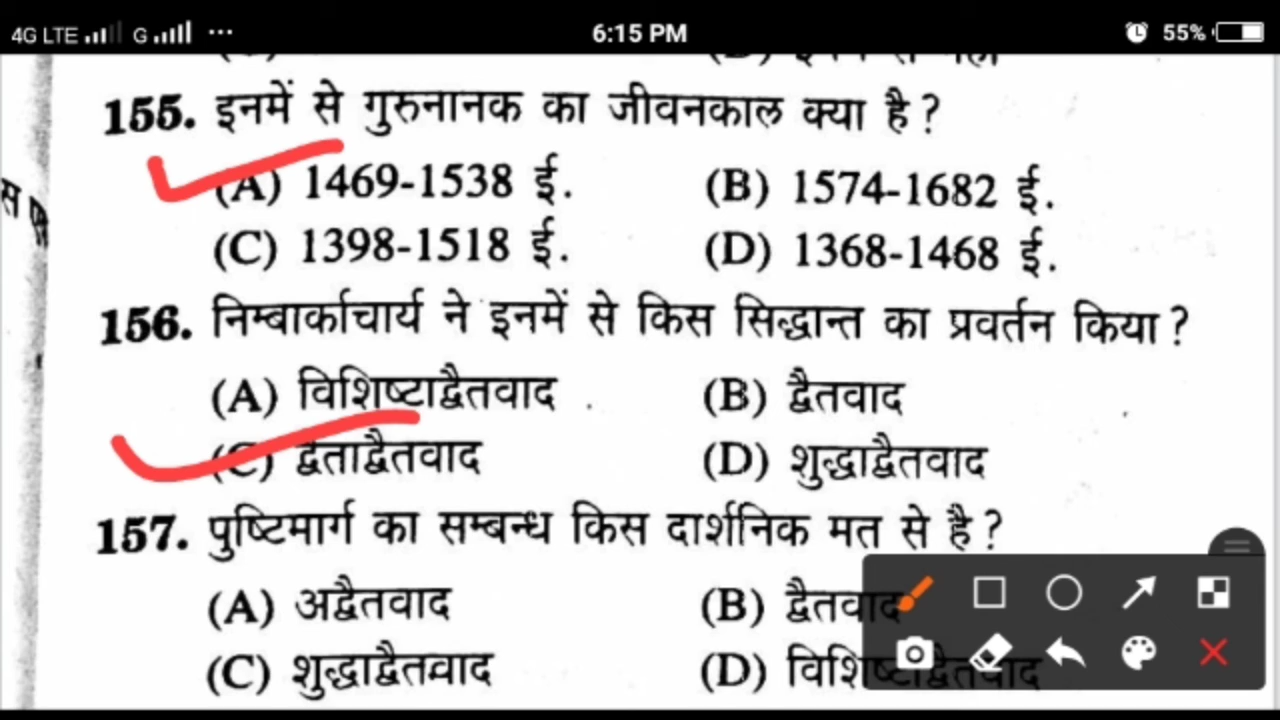 4G LTE G ... 6:15 PM 55%
155. इनमें से गुरुनानक का जीवनकाल क्या है ?
(A) 1469-1538 ई. (B) 1574-1682 ई.
(C) 1398-1518 ई. (D) 1368-1468 ई.
156. निम्बार्काचार्य ने इनमें से किस सिद्धान्त का प्रवर्तन किया ?
(A) विशिष्टाद्वैतवाद (B) द्वैतवाद
(C) द्वैताद्वैतवाद (D) शुद्धाद्वैतवाद
157. पुष्टिमार्ग का सम्बन्ध किस दार्शनिक मत से है ?
(A) अद्वैतवाद (B) द्वैतवाद
(C) शुद्धाद्वैतवाद (D) विशिष्टाद्वैतवाद